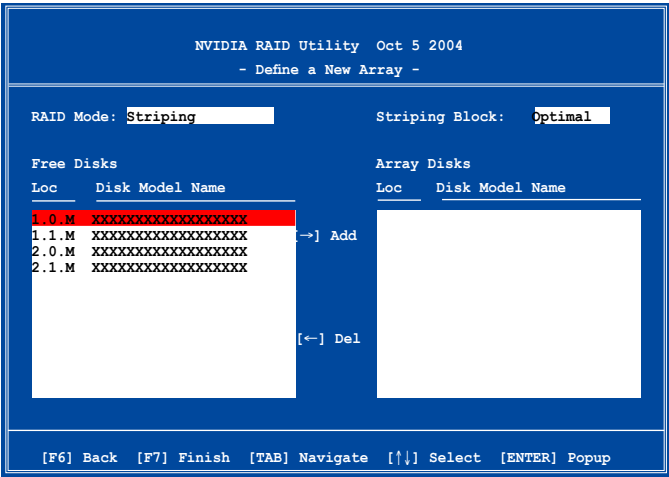 NVIDIA RAID Utility Oct 5 2004
- Define a New Array -
RAID Mode: Striping
Striping Block: Optimal
Free Disks
Array Disks
Loc Disk Model Name
Loc Disk Model Name
1.0.M XXXXXXXXXXXXXXXXXX
1.1.M XXXXXXXXXXXXXXXXXX
2.0.M XXXXXXXXXXXXXXXXXX
2.1.M XXXXXXXXXXXXXXXXXX
[→] Add
[←] Del
[F6] Back [F7] Finish [TAB] Navigate [↑↓] Select [ENTER] Popup